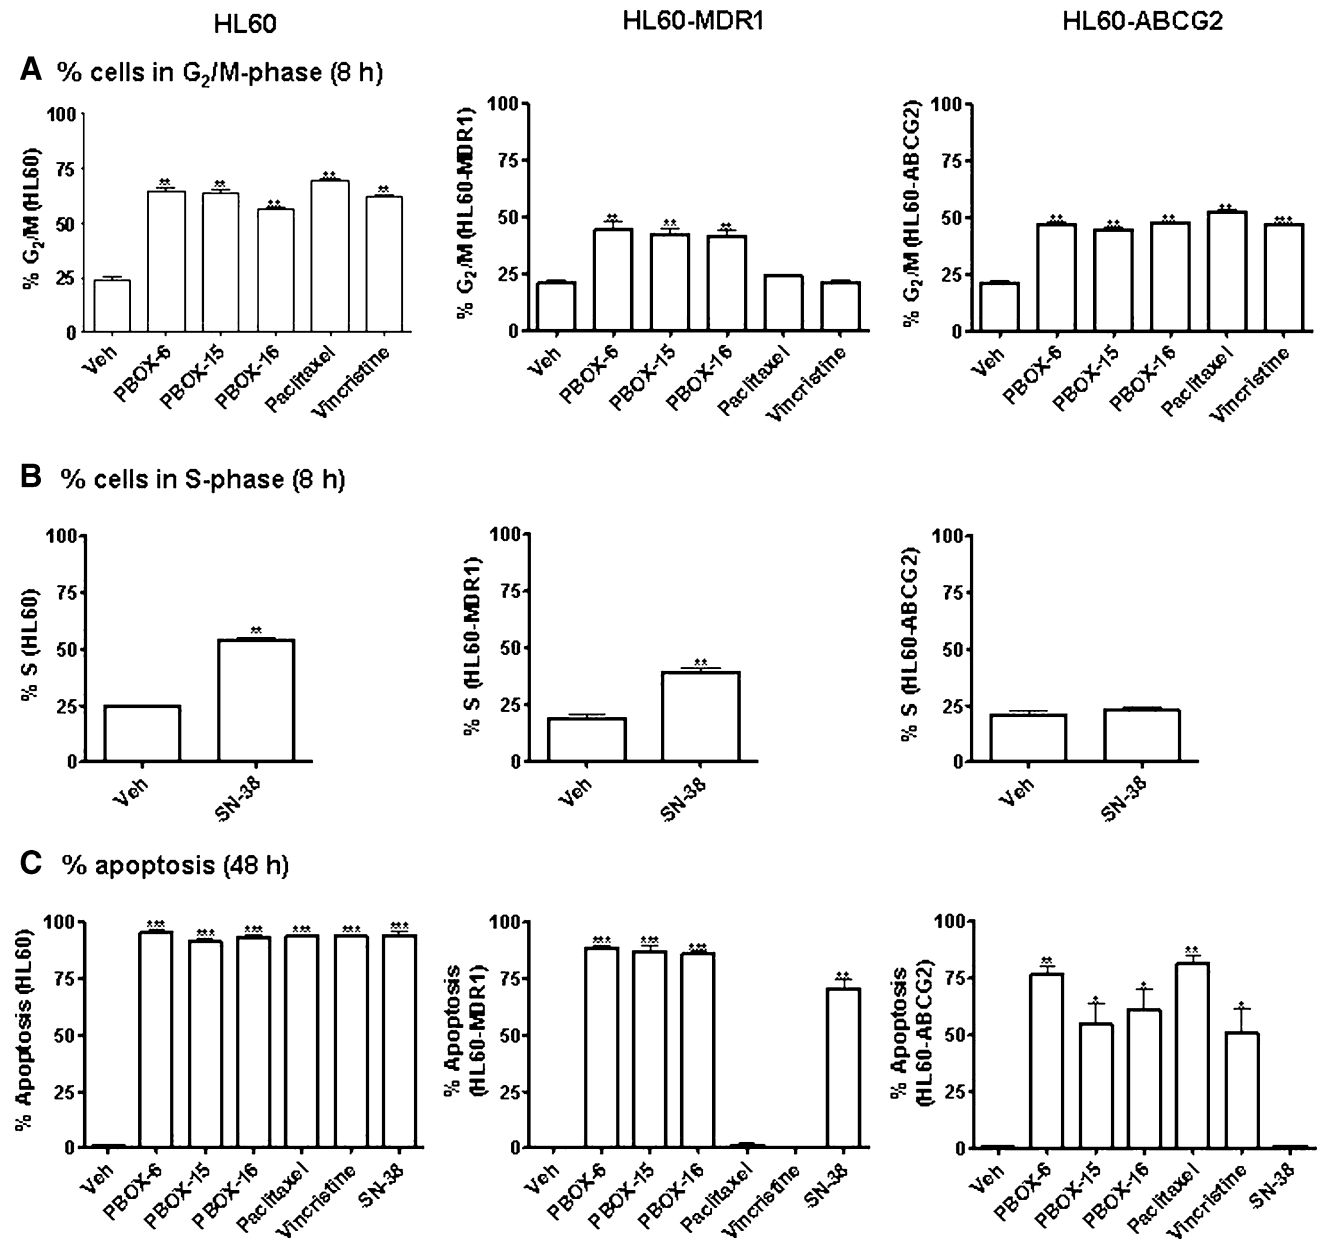 HL60 HL60-MDR1 HL60-ABCG2
A % cells in G2/M-phase (8 h)
% G2/M (HL60)
100
75
50
25
0
** ** ** ** **
Veh PBOX-6 PBOX-15 PBOX-16 Paclitaxel Vincristine
% G2/M (HL60-MDR1)
100
75
50
25
0
** ** **
Veh PBOX-6 PBOX-15 PBOX-16 Paclitaxel Vincristine
% G2/M (HL60-ABCG2)
100
75
50
25
0
** ** ** ** ***
Veh PBOX-6 PBOX-15 PBOX-16 Paclitaxel Vincristine
B % cells in S-phase (8 h)
% S (HL60)
100
75
50
25
0
**
Veh SN-38
% S (HL60-MDR1)
100
75
50
25
0
**
Veh SN-38
% S (HL60-ABCG2)
100
75
50
25
0
Veh SN-38
C % apoptosis (48 h)
% Apoptosis (HL60)
100
75
50
25
0
*** *** *** *** *** ***
Veh PBOX-6 PBOX-15 PBOX-16 Paclitaxel Vincristine SN-38
% Apoptosis
(HL60-MDR1)
100
75
50
25
0
*** *** *** **
Veh PBOX-6 PBOX-15 PBOX-16 Paclitaxel Vincristine SN-38
% Apoptosis
(HL60-ABCG2)
100
75
50
25
0
** * * ** *
Veh PBOX-6 PBOX-15 PBOX-16 Paclitaxel Vincristine SN-38